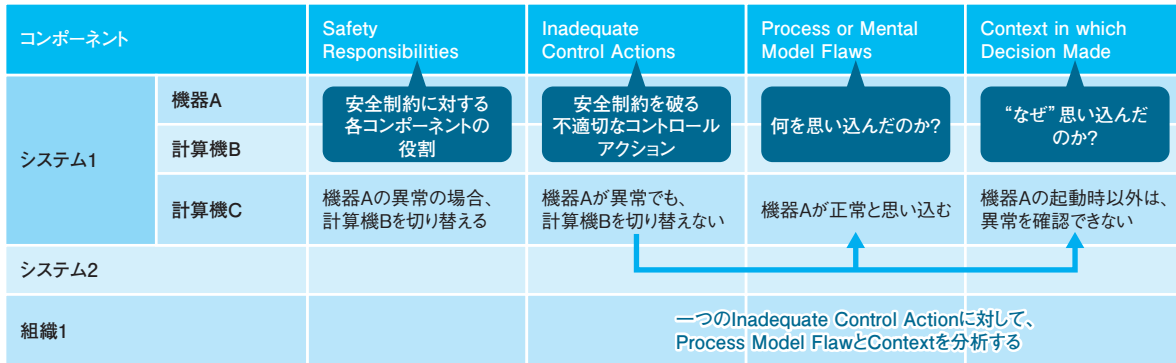 コンポーネント
Safety
Responsibilities
Inadequate
Control Actions
Process or Mental
Model Flaws
Context in which
Decision Made
システム1
機器A
安全制約に対する
各コンポーネントの
役割
安全制約を破る
不適切なコントロール
アクション
何を思い込んだのか?
“なぜ”思い込んだ
のか?
計算機B
計算機C
機器Aの異常の場合、
計算機Bを切り替える
機器Aが異常でも、
計算機Bを切り替えない
機器Aが正常と思い込む
機器Aの起動時以外は、
異常を確認できない
システム2
組織1
一つのInadequate Control Actionに対して、
Process Model FlawとContextを分析する